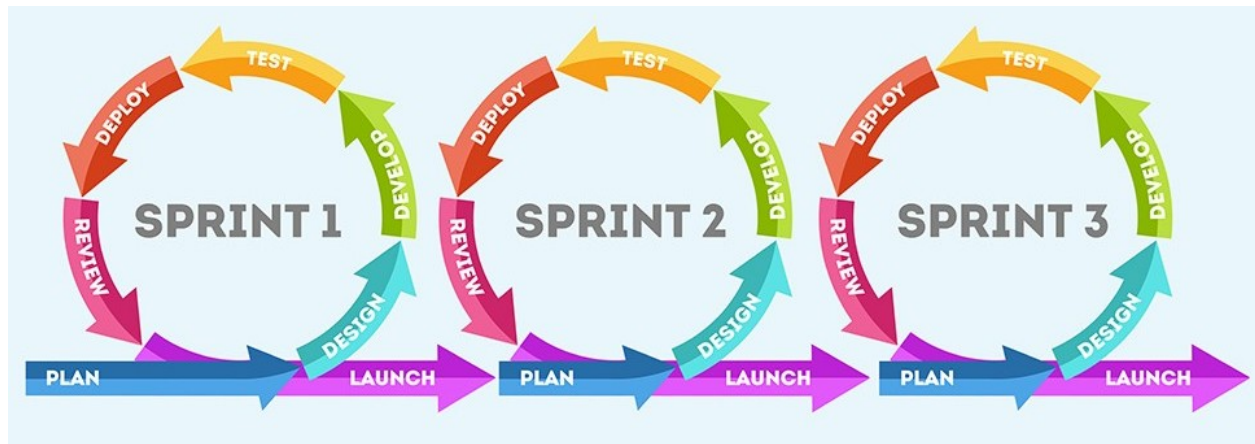 TEST
DEPLOY
DEVELOP
SPRINT 1
REVIEW
DESIGN
PLAN
LAUNCH
TEST
DEPLOY
DEVELOP
SPRINT 2
REVIEW
DESIGN
PLAN
LAUNCH
TEST
DEPLOY
DEVELOP
SPRINT 3
REVIEW
DESIGN
PLAN
LAUNCH